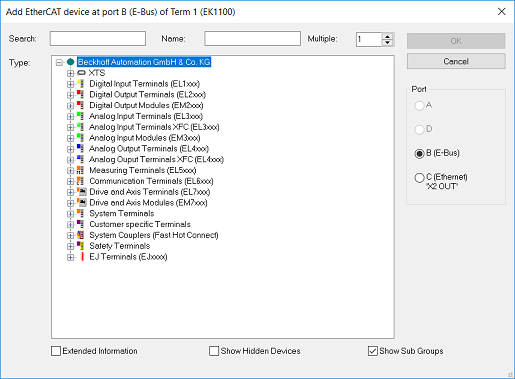 Add EtherCAT device at port B (E-Bus) of Term 1 (EK1100)
Search:
Name:
Multiple:
1
OK
Cancel
Type:
Beckhoff Automation GmbH & Co. KG
XTS
Digital Input Terminals (EL1xxx)
Digital Output Terminals (EL2xxx)
Digital Output Modules (EM2xxx)
Analog Input Terminals (EL3xxx)
Analog Input Terminals XFC (EL3xxx)
Analog Input Modules (EM3xxx)
Analog Output Terminals (EL4xxx)
Analog Ouput Terminals XFC (EL4xxx)
Measuring Terminals (EL5xxx)
Communication Terminals (EL6xxx)
Drive and Axis Terminals (EL7xxx)
Drive and Axis Modules (EM7xxx)
System Terminals
Customer specific Terminals
System Couplers (Fast Hot Connect)
Safety Terminals
EJ Terminals (EJxxxx)
Port
A
D
B (E-Bus)
C (Ethernet)
'X2 OUT'
Extended Information
Show Hidden Devices
Show Sub Groups